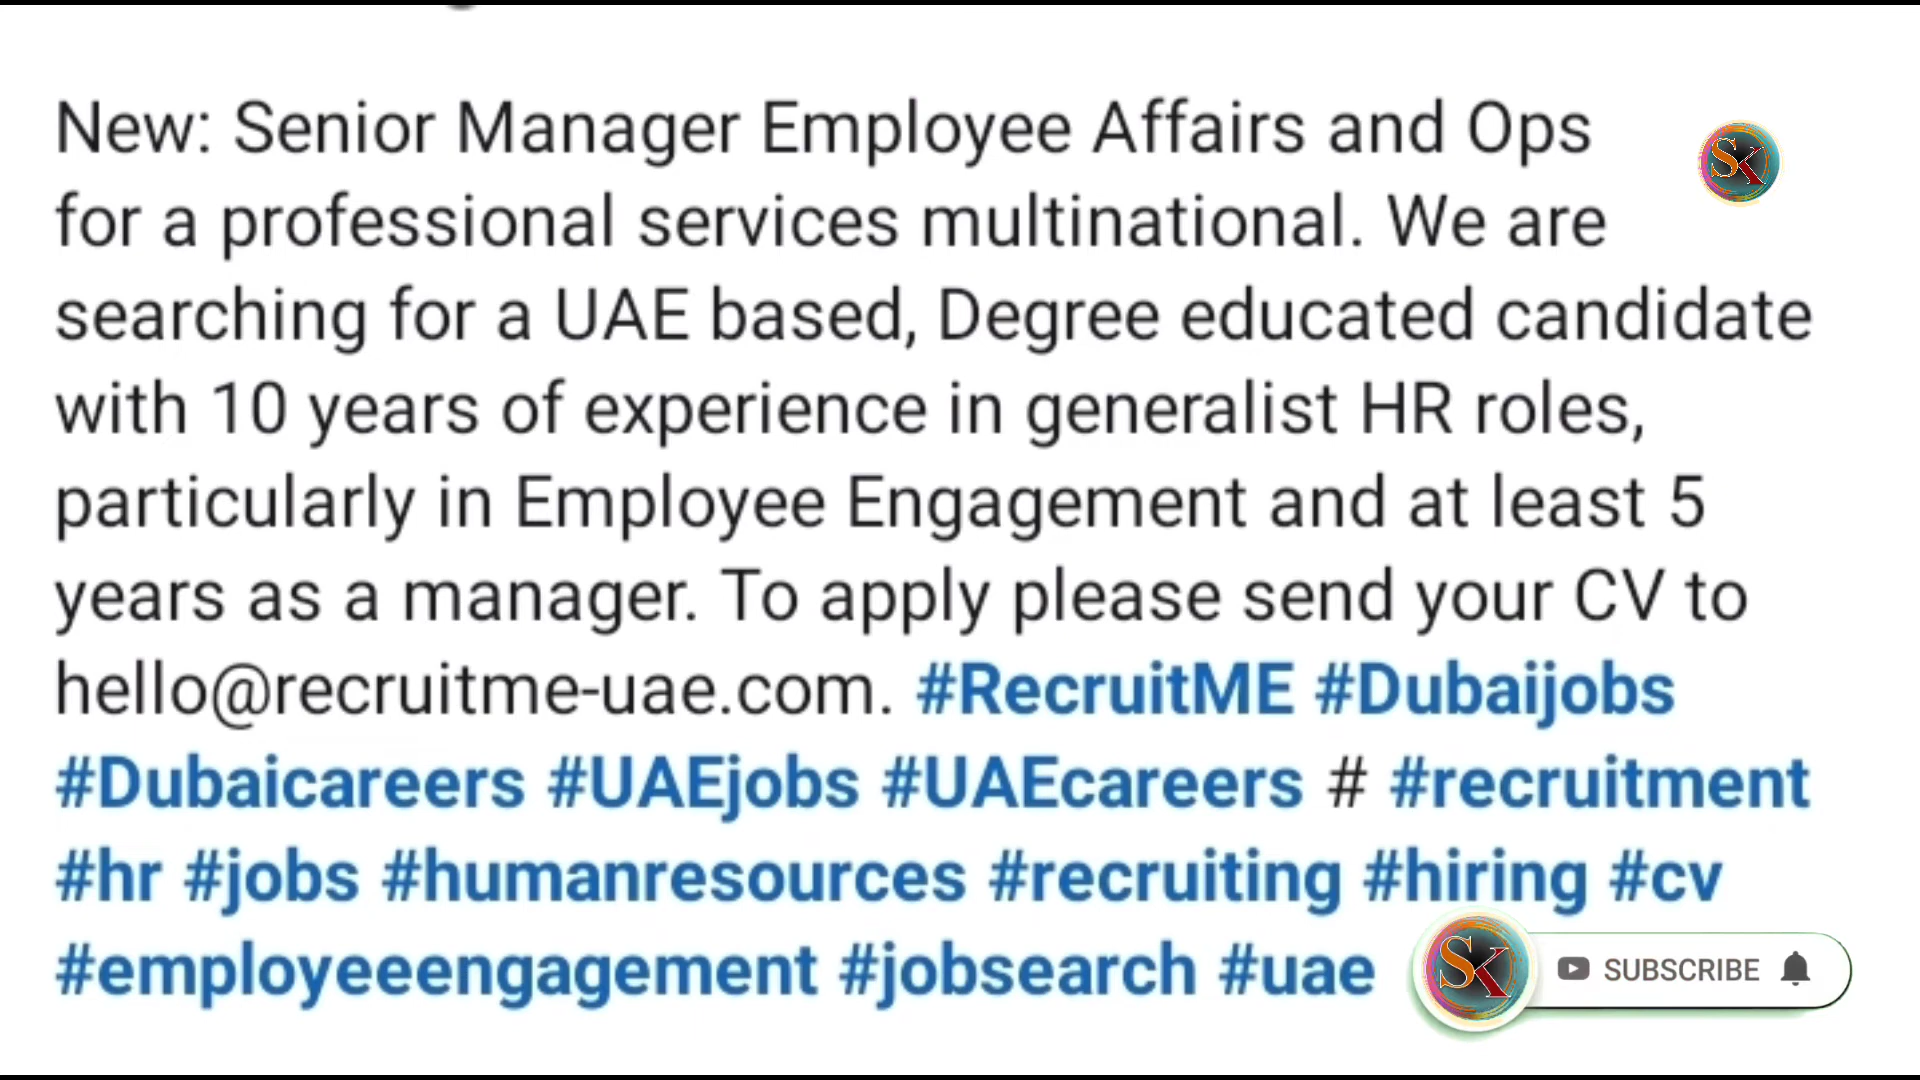 New: Senior Manager Employee Affairs and Ops
for a professional services multinational. We are
searching for a UAE based, Degree educated candidate
with 10 years of experience in generalist HR roles,
particularly in Employee Engagement and at least 5
years as a manager. To apply please send your CV to
hello@recruitme-uae.com. #RecruitME #Dubaijobs
#Dubaicareers #UAEjobs #UAEcareers # #recruitment
#hr #jobs #humanresources #recruiting #hiring #cv
#employeeengagement #jobsearch #uae
SK
SK SUBSCRIBE